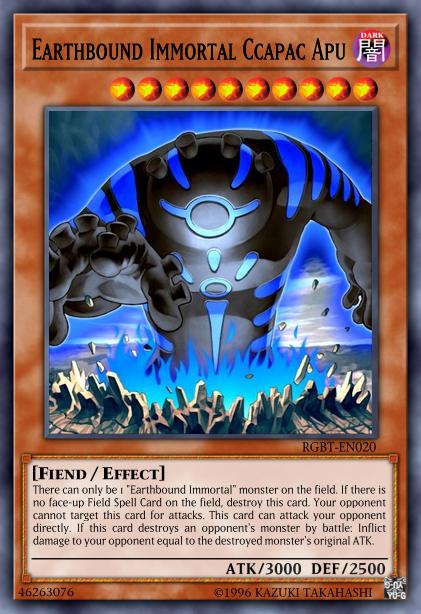 EARTHBOUND IMMORTAL CCAPAC APU
DARK
闇
RGBT-EN020
[FIEND / EFFECT]
There can only be 1 "Earthbound Immortal" monster on the field. If there is
no face-up Field Spell Card on the field, destroy this card. Your opponent
cannot target this card for attacks. This card can attack your opponent
directly. If this card destroys an opponent's monster by battle: Inflict
damage to your opponent equal to the destroyed monster's original ATK.
ATK/3000 DEF/2500
46263076
©1996 KAZUKI TAKAHASHI